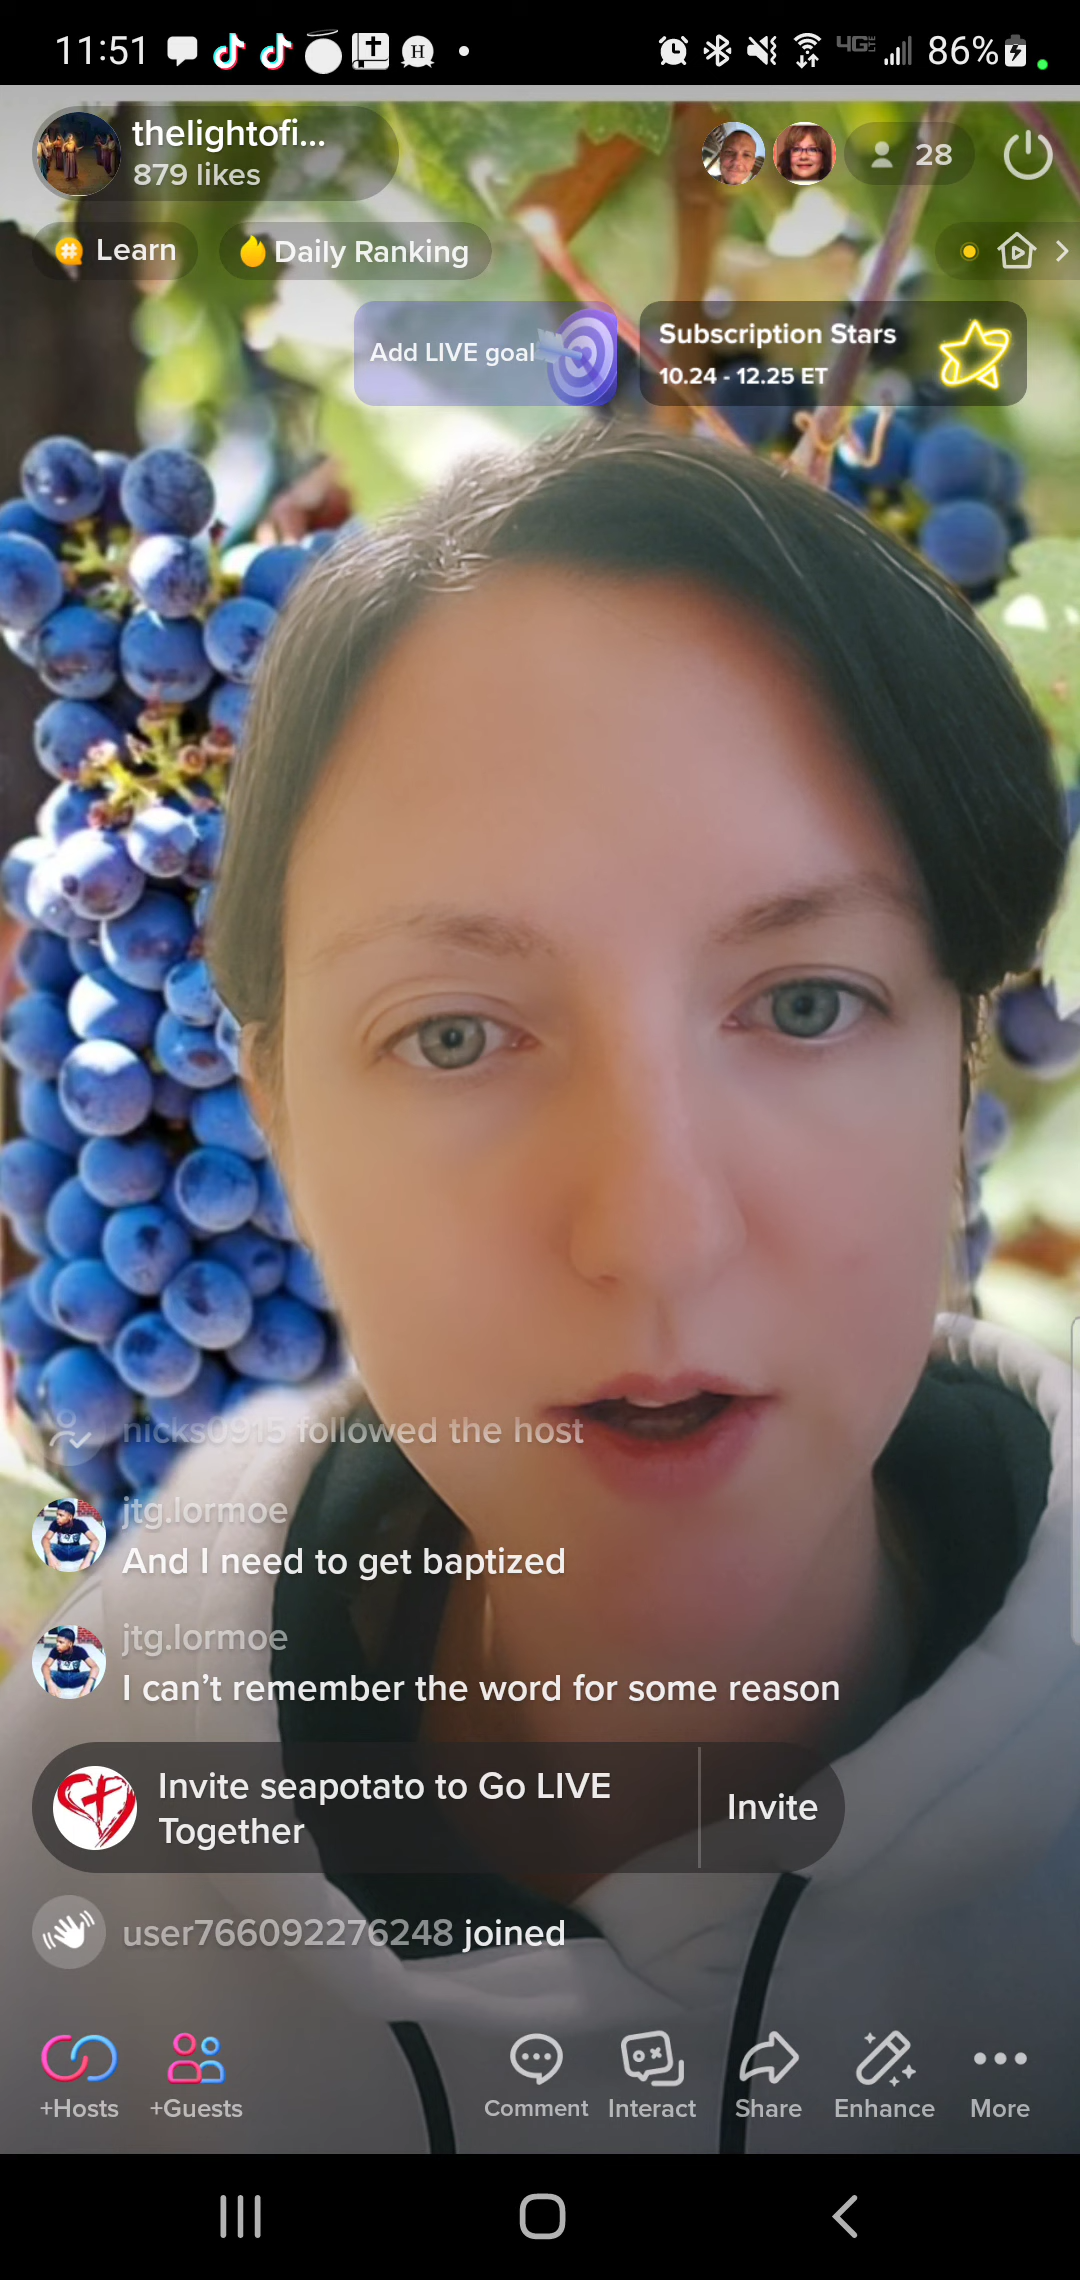 11:51
H
4G LTE
86%
thelightofi...
879 likes
28
Learn
Daily Ranking
Add LIVE goal
Subscription Stars
10.24 - 12.25 ET
nicks0915 followed the host
jtg.lormoe
And I need to get baptized
jtg.lormoe
I can’t remember the word for some reason
Invite seapotato to Go LIVE
Together
Invite
user766092276248 joined
+Hosts
+Guests
Comment
Interact
Share
Enhance
More